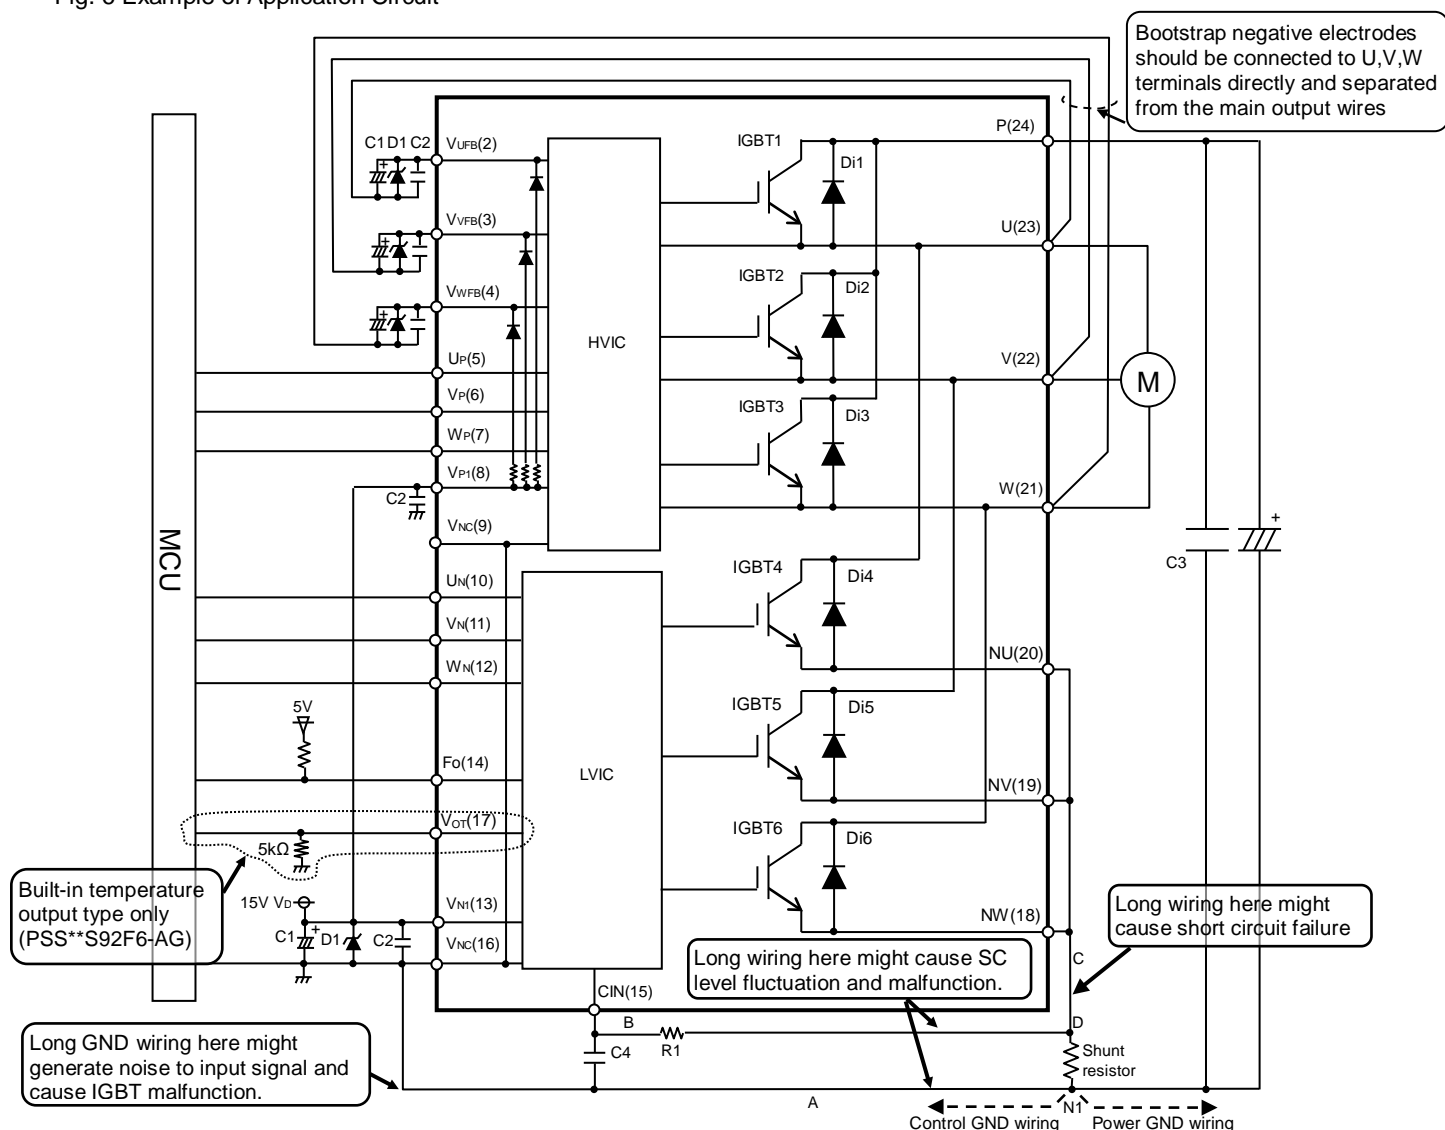 Fig. 8 Example of Application Circuit
Bootstrap negative electrodes
should be connected to U,V,W
terminals directly and separated
from the main output wires
P(24)
IGBT1
Di1
C1 D1 C2
VUFB(2)
+
U(23)
VVFB(3)
+
IGBT2
Di2
VWFB(4)
+
HVIC
UP(5)
V(22)
M
VP(6)
IGBT3
Di3
WP(7)
VP1(8)
C2
W(21)
+
VNC(9)
C3
MCU
IGBT4
Di4
UN(10)
VN(11)
WN(12)
NU(20)
5V
IGBT5
Di5
Fo(14)
LVIC
NV(19)
VOT(17)
IGBT6
Di6
5kΩ
Built-in temperature
output type only
(PSS**S92F6-AG)
15V VD
VN1(13)
NW(18)
Long wiring here might
cause short circuit failure
C1
+
D1
C2
VNC(16)
Long wiring here might cause SC
level fluctuation and malfunction.
C
CIN(15)
B
D
Long GND wiring here might
generate noise to input signal and
cause IGBT malfunction.
C4
R1
Shunt
resistor
A
N1
Control GND wiring
Power GND wiring